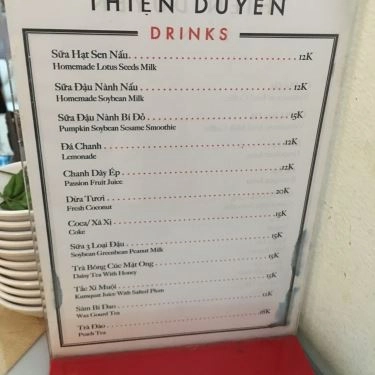 THIỆN DUYÊN
DRINKS
Sữa Hạt Sen Nấu 12K
Homemade Lotus Seeds Milk
Sữa Đậu Nành Nấu 12K
Homemade Soybean Milk
Sữa Đậu Nành Bí Đỏ 15K
Pumpkin Soybean Sesame Smoothie
Đá Chanh 12K
Lemonade
Chanh Dây Ép 12K
Passion Fruit Juice
Dừa Tươi 20K
Fresh Coconut
Coca/ Xá Xị 15K
Coke
Sữa 3 Loại Đậu 15K
Soybean Greenbean Peanut Milk
Trà Bông Cúc Mật Ong 15K
Daisy Tea With Honey
Tắc Xí Muội 15K
Kumquat Juice With Salted Plum
Sâm Bí Đao 12K
Wax Gourd Tea
Trà Đào 18K
Peach Tea